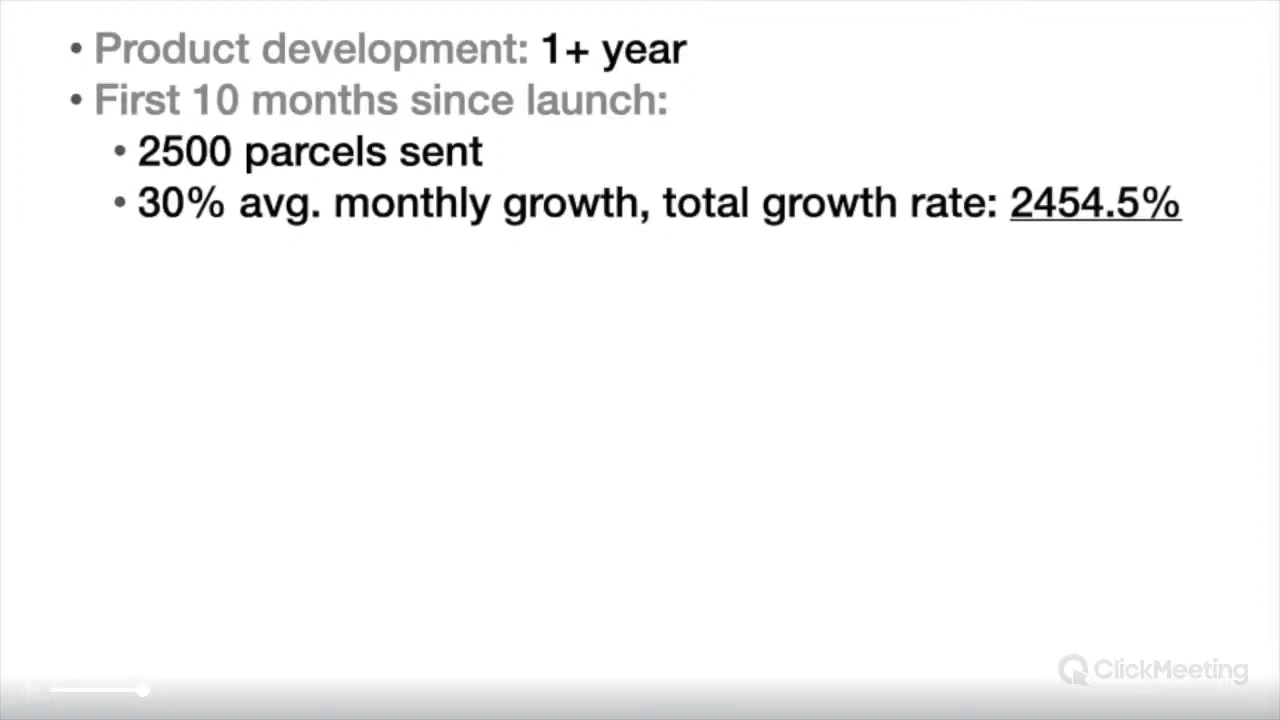 • Product development: 1+ year
• First 10 months since launch:
• 2500 parcels sent
• 30% avg. monthly growth, total growth rate: 2454.5%
ClickMeeting